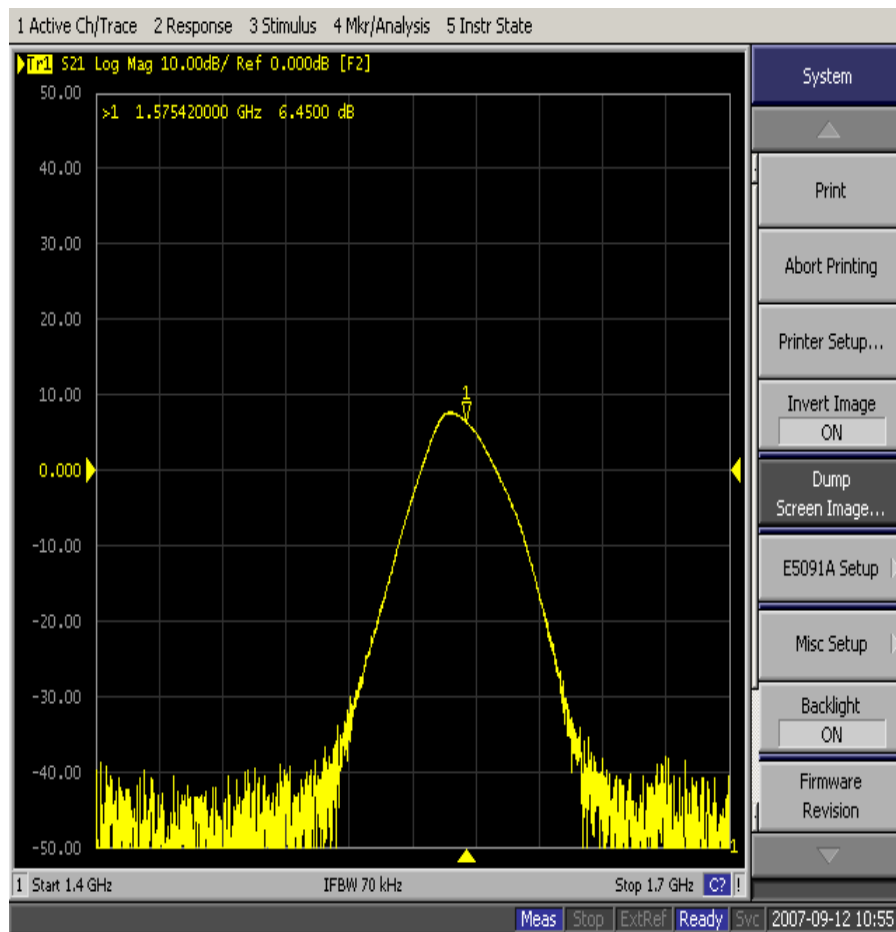 1 Active Ch/Trace 2 Response 3 Stimulus 4 Mkr/Analysis 5 Instr State
Tr1 S21 Log Mag 10.00dB/ Ref 0.000dB [F2]
50.00
>1 1.575420000 GHz 6.4500 dB
40.00
30.00
20.00
10.00
1
0.000
-10.00
-20.00
-30.00
-40.00
-50.00
1
1 Start 1.4 GHz IFBW 70 kHz Stop 1.7 GHz C? !
System
Print
Abort Printing
Printer Setup...
Invert Image
ON
Dump
Screen Image...
E5091A Setup
Misc Setup
Backlight
ON
Firmware
Revision
Meas Stop ExtRef Ready Svc 2007-09-12 10:55